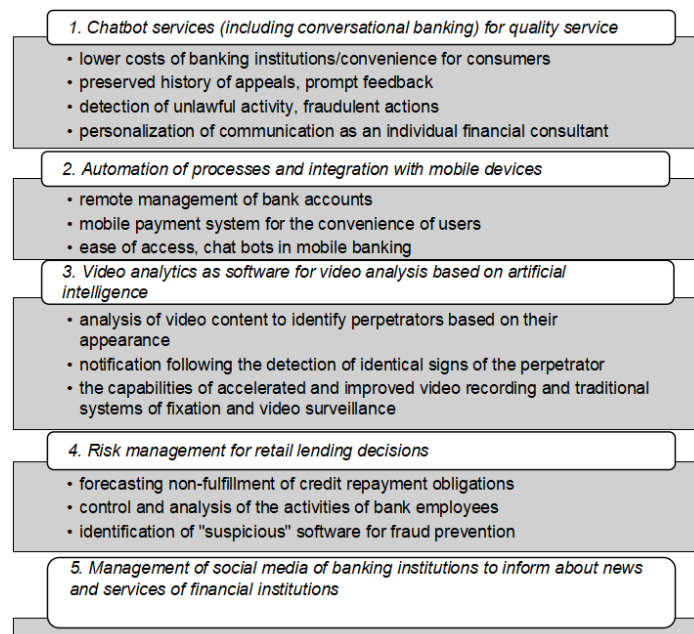 1. Chatbot services (including conversational banking) for quality service
• lower costs of banking institutions/convenience for consumers
• preserved history of appeals, prompt feedback
• detection of unlawful activity, fraudulent actions
• personalization of communication as an individual financial consultant
2. Automation of processes and integration with mobile devices
• remote management of bank accounts
• mobile payment system for the convenience of users
• ease of access, chat bots in mobile banking
3. Video analytics as software for video analysis based on artificial
intelligence
• analysis of video content to identify perpetrators based on their
appearance
• notification following the detection of identical signs of the perpetrator
• the capabilities of accelerated and improved video recording and traditional
systems of fixation and video surveillance
4. Risk management for retail lending decisions
• forecasting non-fulfillment of credit repayment obligations
• control and analysis of the activities of bank employees
• identification of "suspicious" software for fraud prevention
5. Management of social media of banking institutions to inform about news
and services of financial institutions